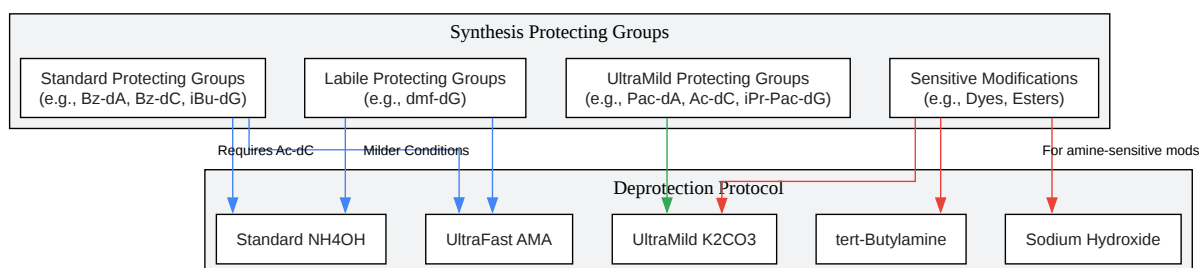 Synthesis Protecting Groups
Standard Protecting Groups
(e.g., Bz-dA, Bz-dC, iBu-dG)
Labile Protecting Groups
(e.g., dmf-dG)
UltraMild Protecting Groups
(e.g., Pac-dA, Ac-dC, iPr-Pac-dG)
Sensitive Modifications
(e.g., Dyes, Esters)
Requires Ac-dC
Milder Conditions
For amine-sensitive mods
Deprotection Protocol
Standard NH4OH
UltraFast AMA
UltraMild K2CO3
tert-Butylamine
Sodium Hydroxide